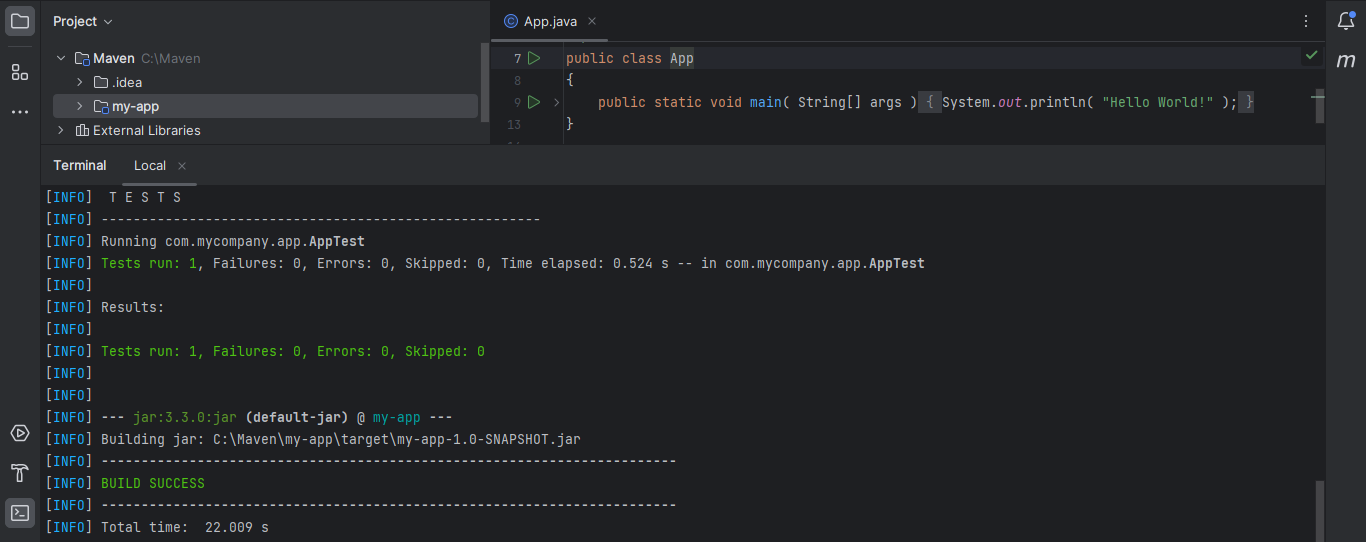 Project
Maven C:\Maven
.idea
my-app
External Libraries
App.java
7 public class App
8 {
9 public static void main( String[] args ) { System.out.println( "Hello World!" ); }
13 }
m
Terminal Local
[INFO]  T E S T S
[INFO] -------------------------------------------------------
[INFO] Running com.mycompany.app.AppTest
[INFO] Tests run: 1, Failures: 0, Errors: 0, Skipped: 0, Time elapsed: 0.524 s -- in com.mycompany.app.AppTest
[INFO]
[INFO] Results:
[INFO]
[INFO] Tests run: 1, Failures: 0, Errors: 0, Skipped: 0
[INFO]
[INFO]
[INFO] --- jar:3.3.0:jar (default-jar) @ my-app ---
[INFO] Building jar: C:\Maven\my-app\target\my-app-1.0-SNAPSHOT.jar
[INFO] ------------------------------------------------------------------------
[INFO] BUILD SUCCESS
[INFO] ------------------------------------------------------------------------
[INFO] Total time:  22.009 s